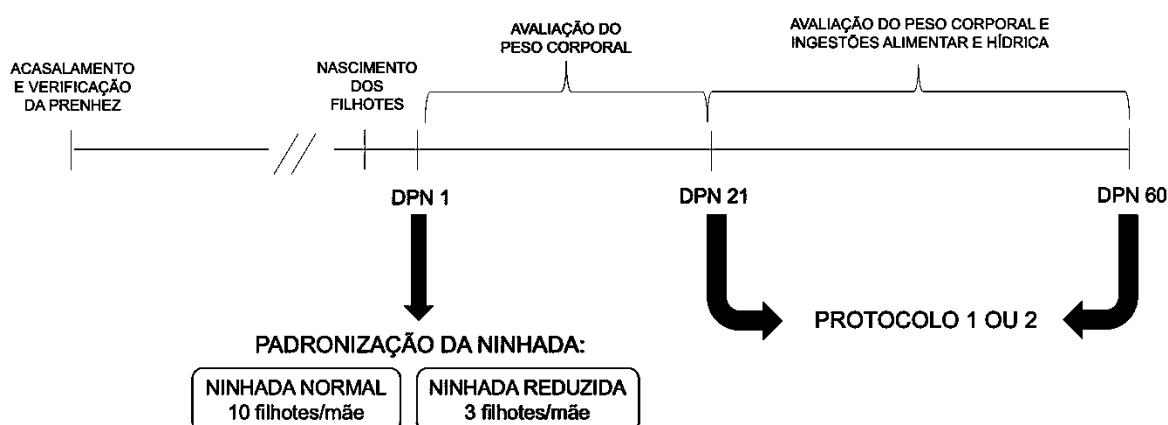 ACASALAMENTO
E VERIFICAÇÃO
DA PRENHEZ
NASCIMENTO
DOS
FILHOTES
AVALIAÇÃO DO
PESO CORPORAL
AVALIAÇÃO DO PESO CORPORAL E
INGESTÕES ALIMENTAR E HÍDRICA
DPN 1
DPN 21
DPN 60
PROTOCOLO 1 OU 2
PADRONIZAÇÃO DA NINHADA:
NINHADA NORMAL
10 filhotes/mãe
NINHADA REDUZIDA
3 filhotes/mãe